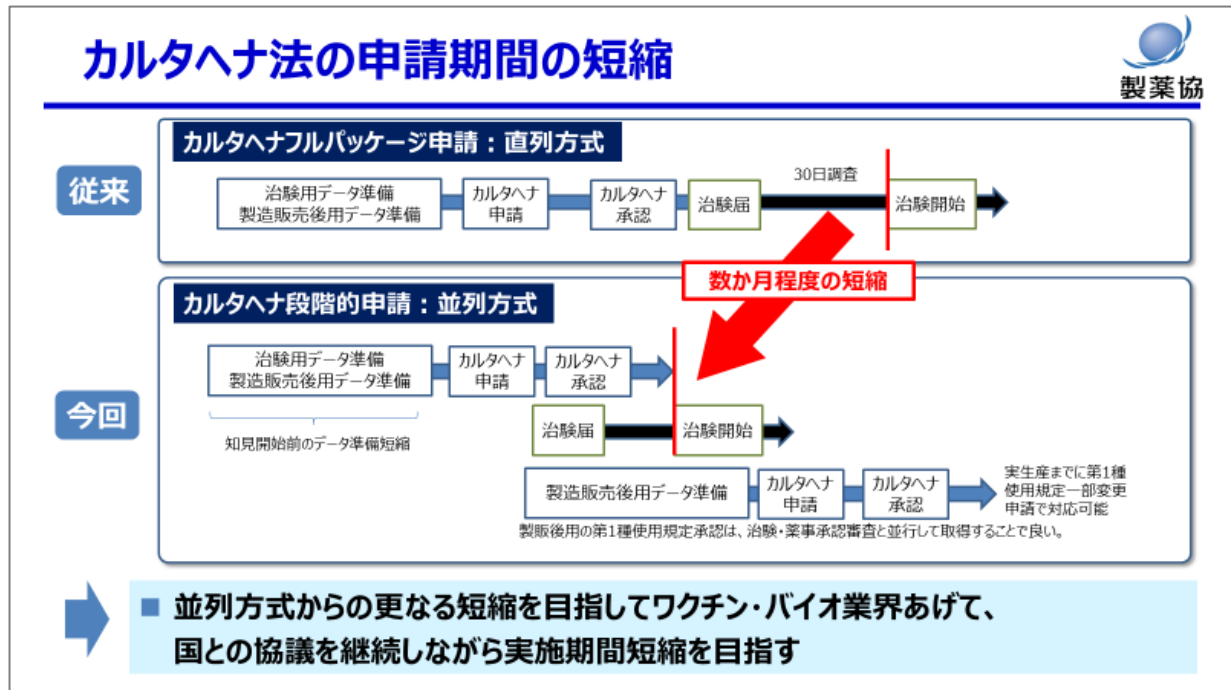 カルタヘナ法の申請期間の短縮
製薬協
従来
カルタヘナフルパッケージ申請：直列方式
治験用データ準備
製造販売後用データ準備
カルタヘナ
申請
カルタヘナ
承認
治験届
30日調査
治験開始
数か月程度の短縮
今回
カルタヘナ段階的申請：並列方式
治験用データ準備
製造販売後用データ準備
カルタヘナ
申請
カルタヘナ
承認
知見開始前のデータ準備短縮
治験届
治験開始
製造販売後用データ準備
カルタヘナ
申請
カルタヘナ
承認
実生産までに第1種
使用規定一部変更
申請で対応可能
製販後用の第1種使用規定承認は、治験・薬事承認審査と並行して取得することで良い。
■ 並列方式からの更なる短縮を目指してワクチン・バイオ業界あげて、
国との協議を継続しながら実施期間短縮を目指す